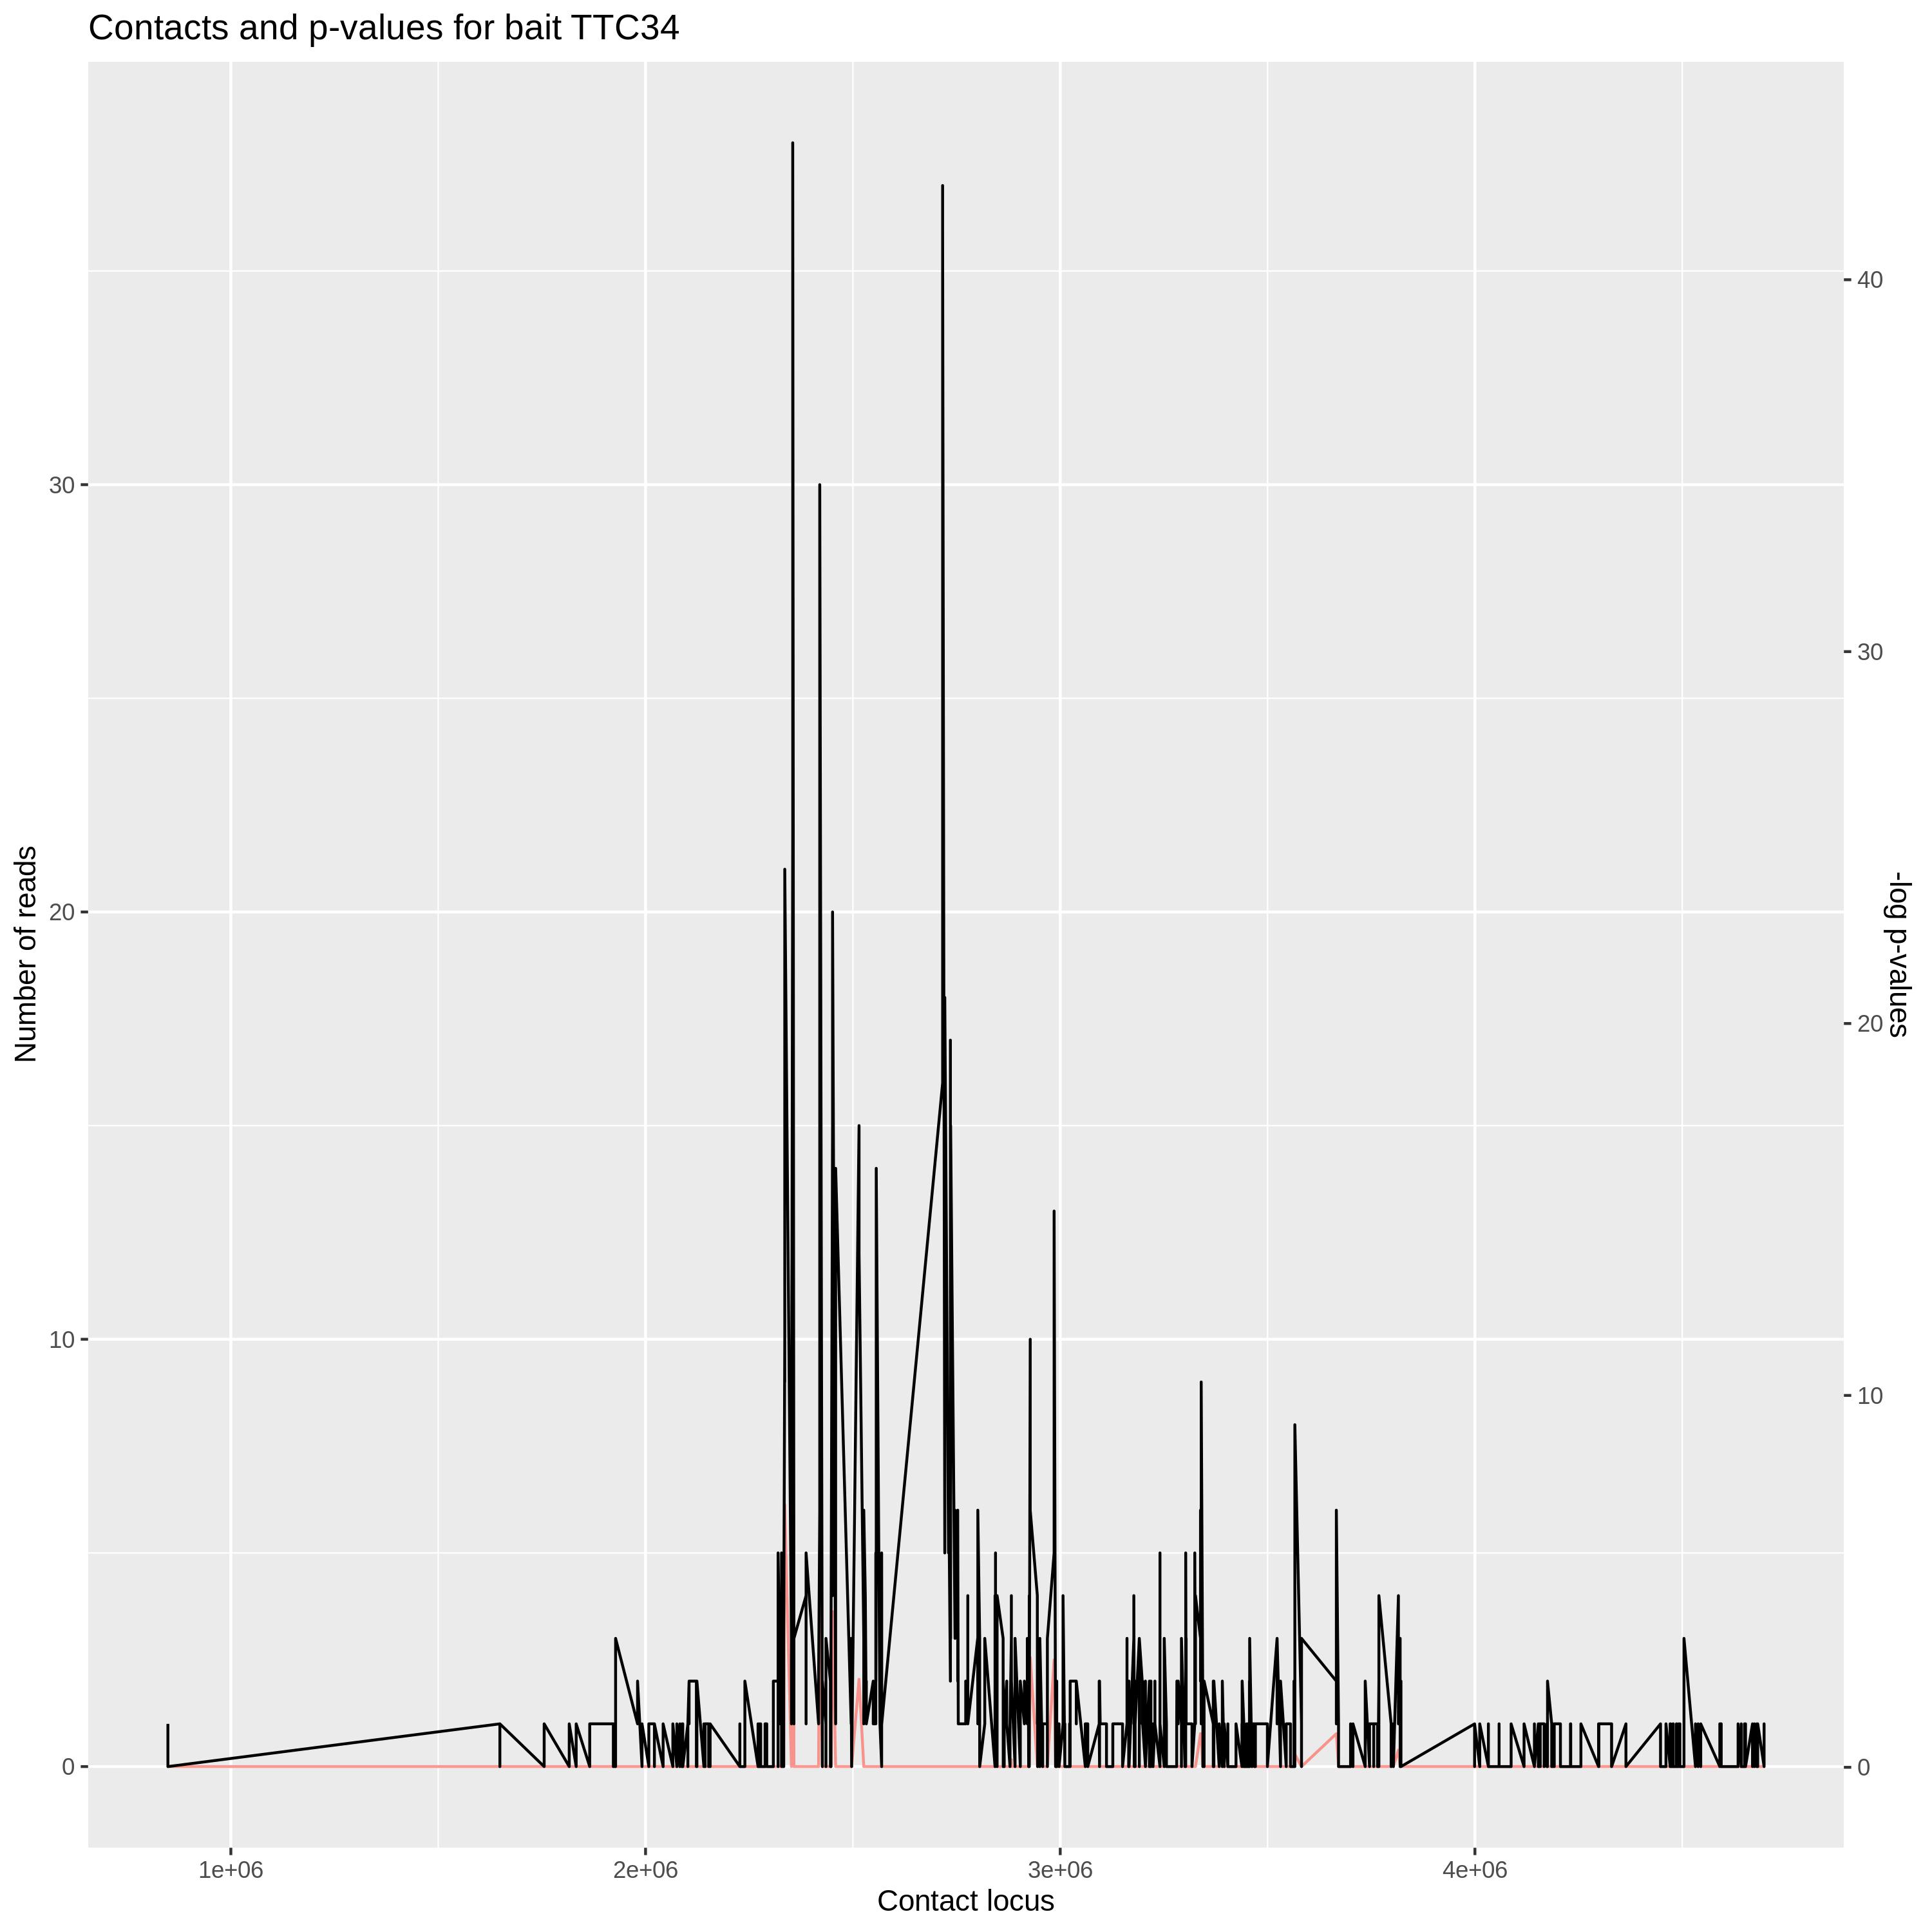 Contacts and p-values for bait TTC34
Number of reads
30
20
10
0
40
30
20
10
0
-log p-values
1e+06 2e+06 3e+06 4e+06
Contact locus